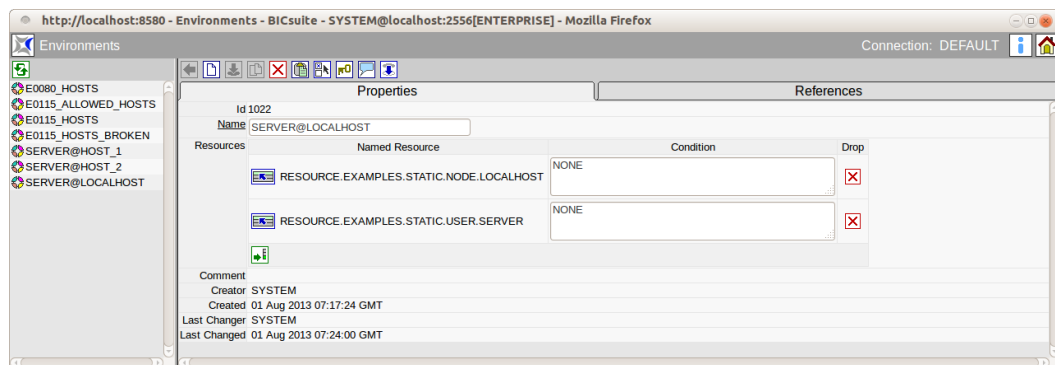 http://localhost:8580 - Environments - BICsuite - SYSTEM@localhost:2556[ENTERPRISE] - Mozilla Firefox
Environments
Connection: DEFAULT
E0080_HOSTS
E0115_ALLOWED_HOSTS
E0115_HOSTS
E0115_HOSTS_BROKEN
SERVER@HOST_1
SERVER@HOST_2
SERVER@LOCALHOST
Properties
References
Id 1022
Name SERVER@LOCALHOST
Resources Named Resource Condition Drop
RESOURCE.EXAMPLES.STATIC.NODE.LOCALHOST NONE
RESOURCE.EXAMPLES.STATIC.USER.SERVER NONE
Comment
Creator SYSTEM
Created 01 Aug 2013 07:17:24 GMT
Last Changer SYSTEM
Last Changed 01 Aug 2013 07:24:00 GMT